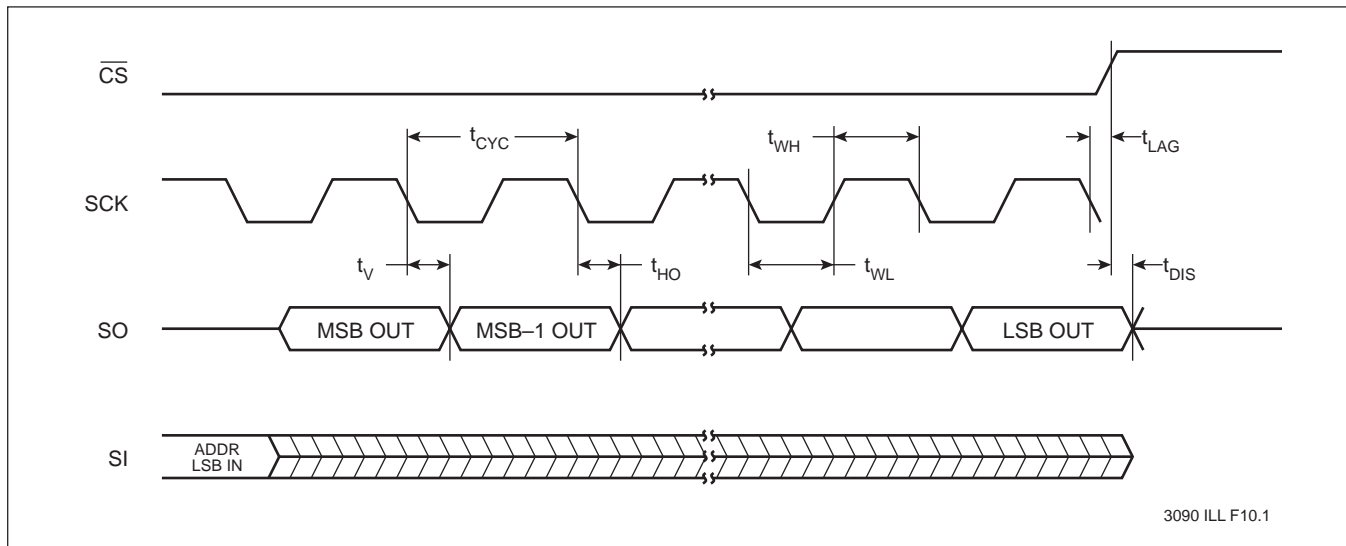 CS
tCYC
tWH
tLAG
SCK
tV
tHO
tWL
tDIS
SO
MSB OUT
MSB–1 OUT
LSB OUT
SI
ADDR
LSB IN
3090 ILL F10.1